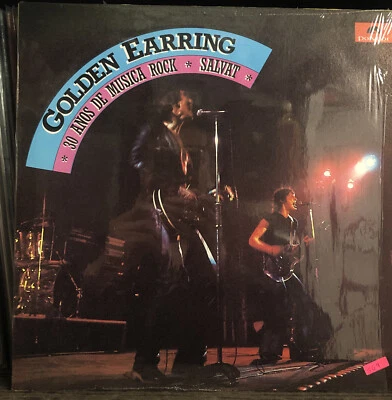 GOLDEN EARRING
* 30 AÑOS DE MUSICA ROCK * SALVAT *